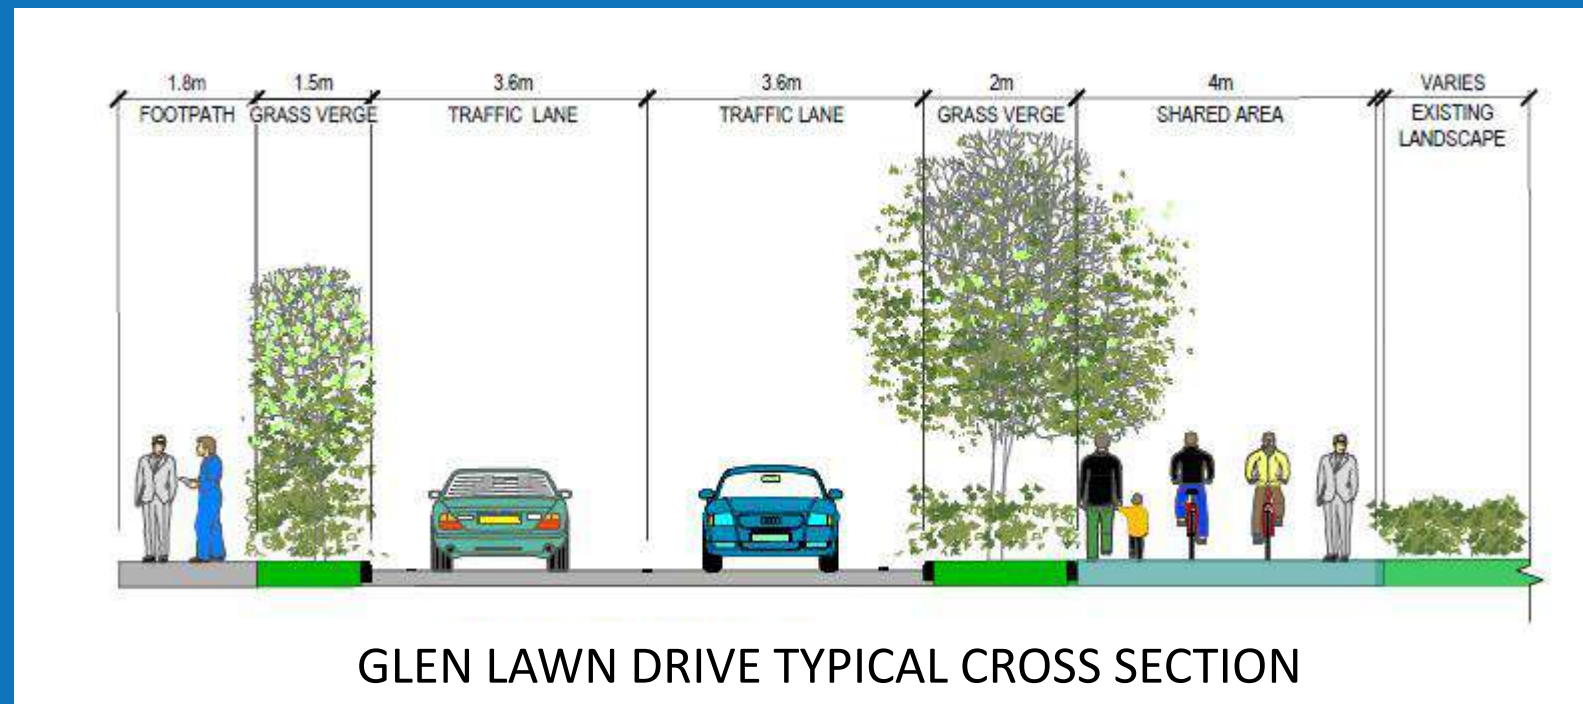 1.8m 1.5m 3.6m 3.6m 2m 4m VARIES
FOOTPATH GRASS VERGE TRAFFIC LANE TRAFFIC LANE GRASS VERGE SHARED AREA EXISTING
LANDSCAPE
GLEN LAWN DRIVE TYPICAL CROSS SECTION